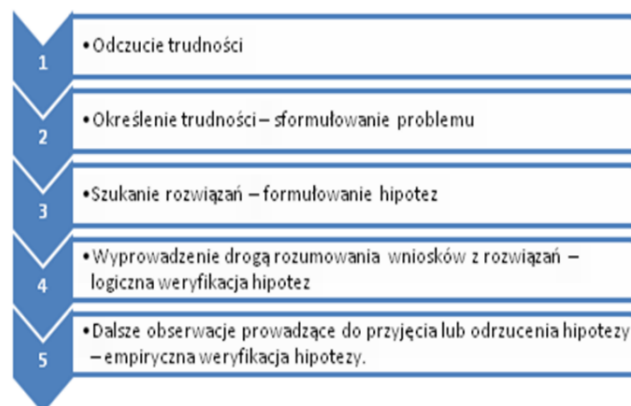 1
•Odczucie trudności
2
•Określenie trudności – sformułowanie problemu
3
•Szukanie rozwiązań – formułowanie hipotez
4
•Wyprowadzenie drogą rozumowania wniosków z rozwiązań –
logiczna weryfikacja hipotez
5
•Dalsze obserwacje prowadzące do przyjęcia lub odrzucenia hipotezy
– empiryczna weryfikacja hipotezy.